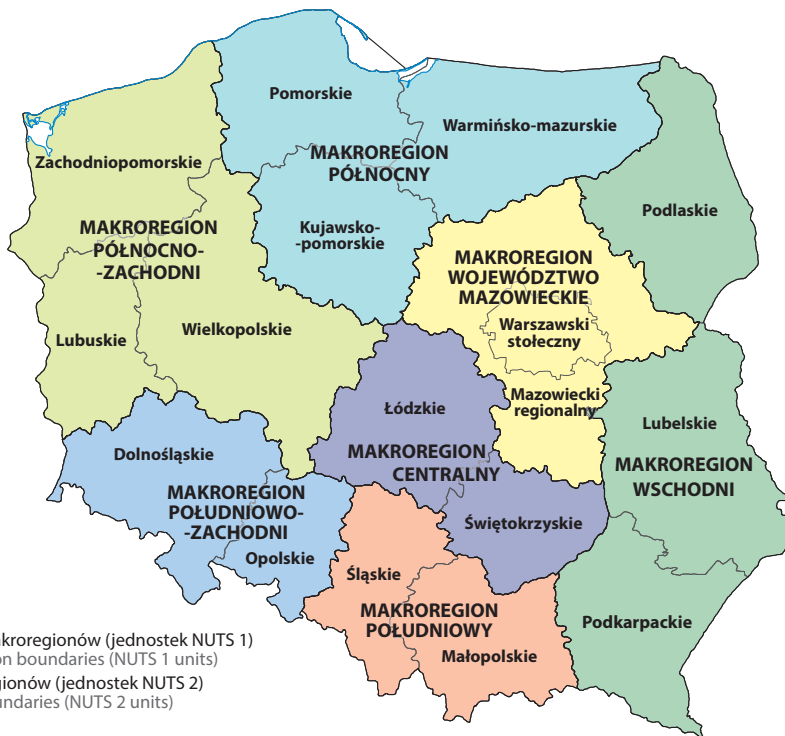 Pomorskie
Warmińsko-mazurskie
Zachodniopomorskie
MAKROREGION
PÓŁNOCNY
Podlaskie
MAKROREGION
PÓŁNOCNO-
-ZACHODNI
Kujawsko-
-pomorskie
MAKROREGION
WOJEWÓDZTWO
MAZOWIECKIE
Warszawski
stołeczny
Lubuskie
Wielkopolskie
Mazowiecki
regionalny
Łódzkie
Lubelskie
Dolnośląskie
MAKROREGION
CENTRALNY
MAKROREGION
WSCHODNI
MAKROREGION
POŁUDNIOWO-
-ZACHODNI
Świętokrzyskie
Opolskie
Śląskie
MAKROREGION
POŁUDNIOWY
Podkarpackie
Małopolskie
kroregionów (jednostek NUTS 1)
on boundaries (NUTS 1 units)
gionów (jednostek NUTS 2)
undaries (NUTS 2 units)